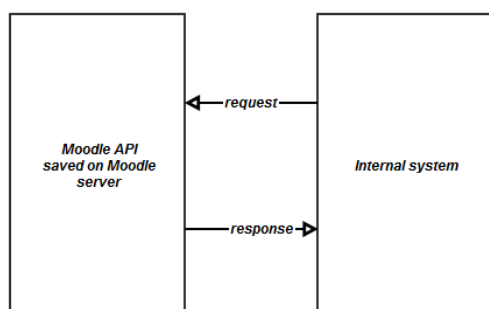 request
Moodle API
saved on Moodle
server
Internal system
response